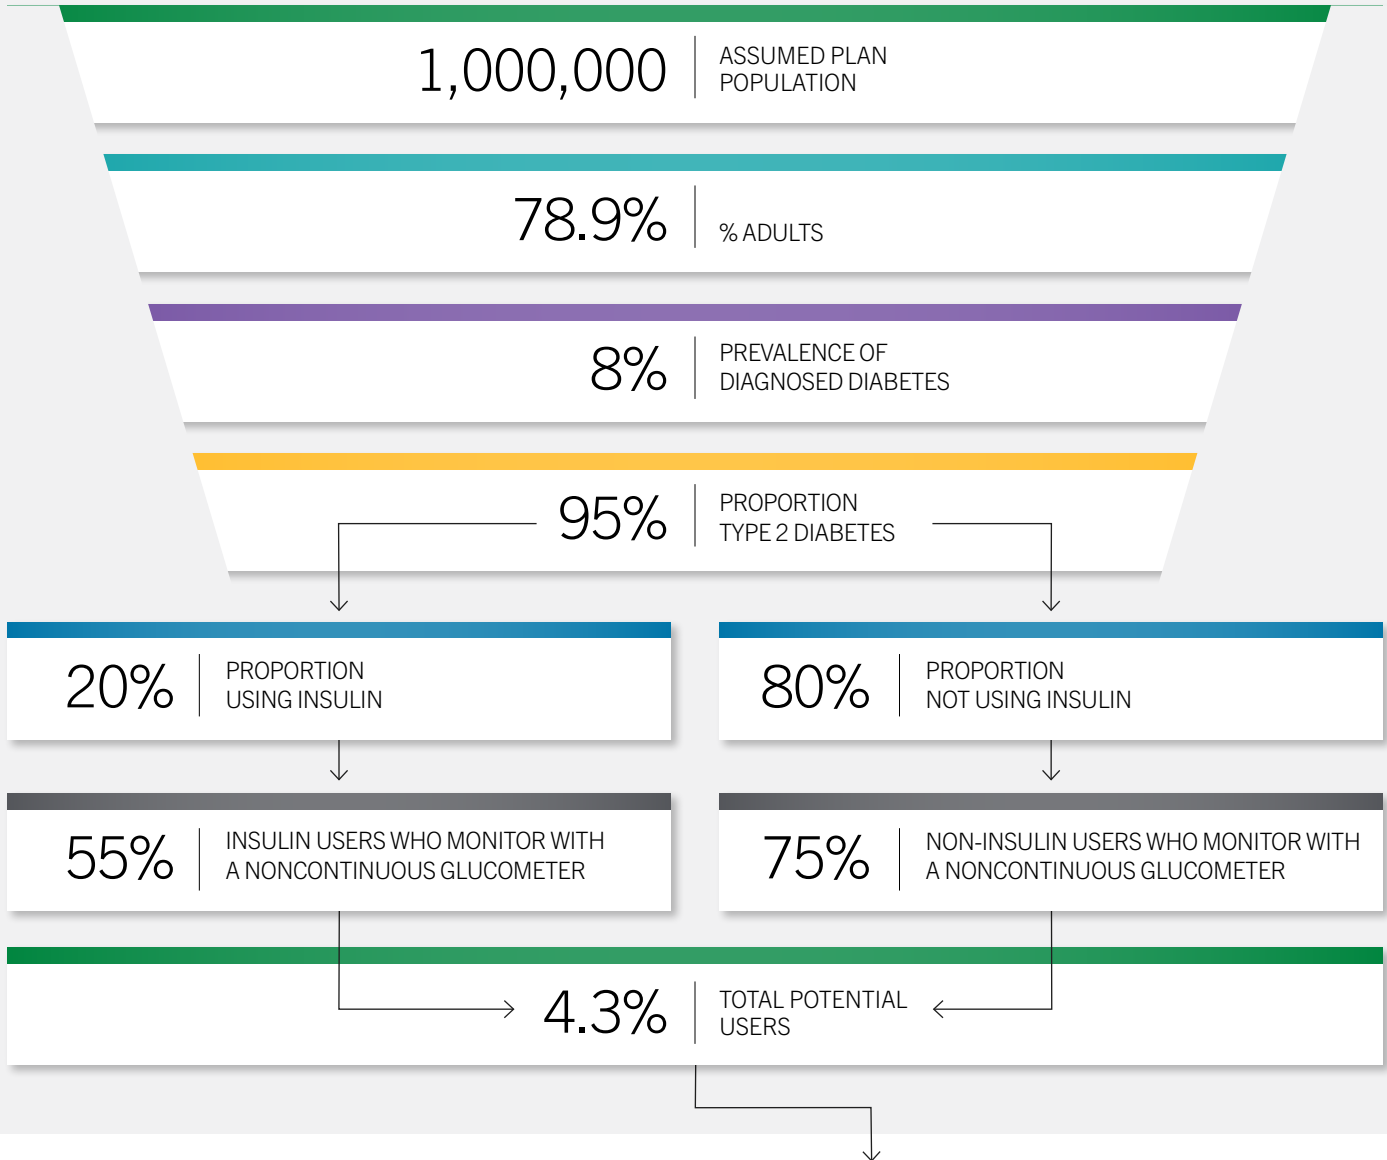 1,000,000
ASSUMED PLAN
POPULATION
78.9%
% ADULTS
8%
PREVALENCE OF
DIAGNOSED DIABETES
95%
PROPORTION
TYPE 2 DIABETES
20%
PROPORTION
USING INSULIN
80%
PROPORTION
NOT USING INSULIN
55%
INSULIN USERS WHO MONITOR WITH
A NONCONTINUOUS GLUCOMETER
75%
NON-INSULIN USERS WHO MONITOR WITH
A NONCONTINUOUS GLUCOMETER
4.3%
TOTAL POTENTIAL
USERS